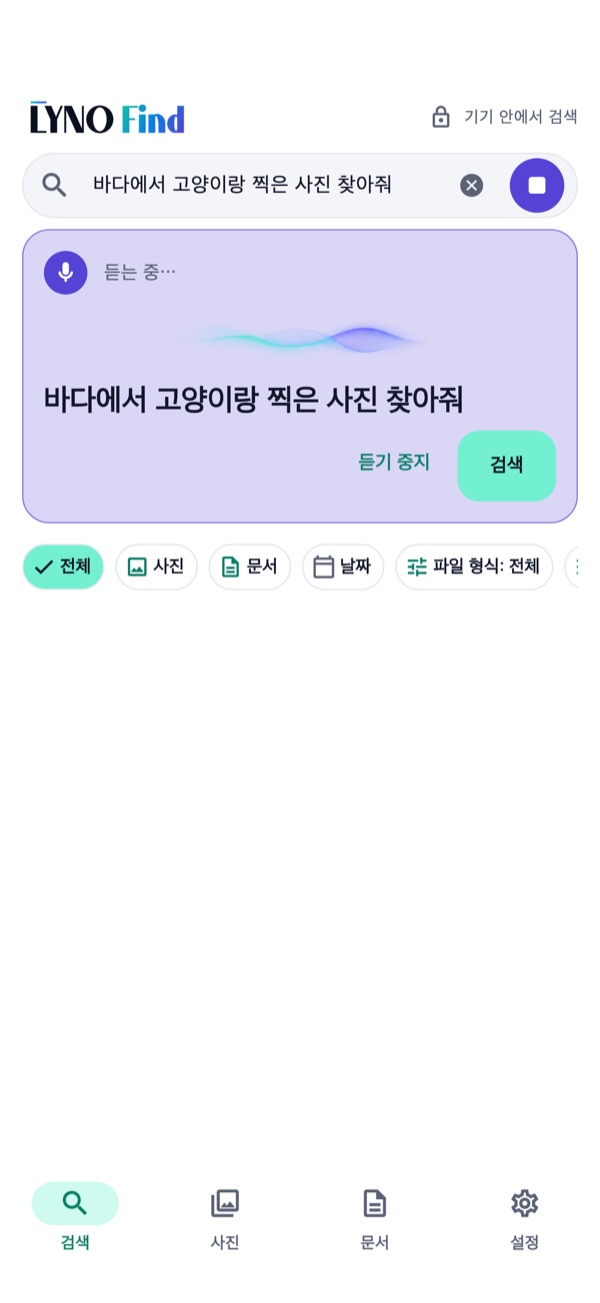 LYNO Find
기기 안에서 검색
바다에서 고양이랑 찍은 사진 찾아줘
듣는 중…
바다에서 고양이랑 찍은 사진 찾아줘
듣기 중지
검색
전체
사진
문서
날짜
파일 형식: 전체
검색
사진
문서
설정